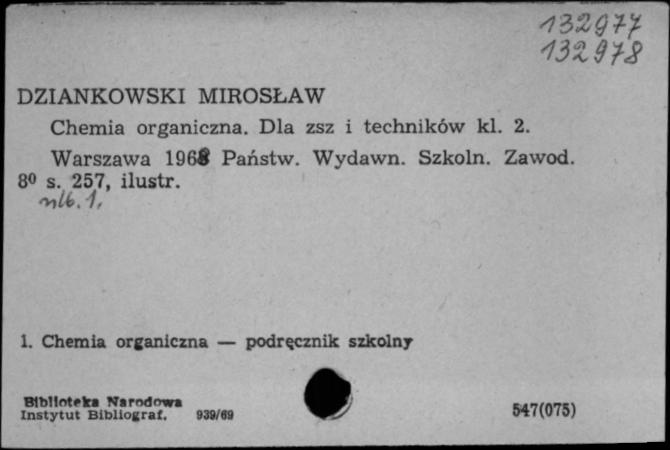 132977
132978
DZIANKOWSKI MIROSŁAW
Chemia organiczna. Dla zsz i techników kl. 2.
Warszawa 1968 Państw. Wydawn. Szkoln. Zawod.
8⁰ s. 257, ilustr.
nlb. 1.
1. Chemia organiczna — podręcznik szkolny
Biblioteka Narodowa
Instytut Bibliograf. 939/69 547(075)